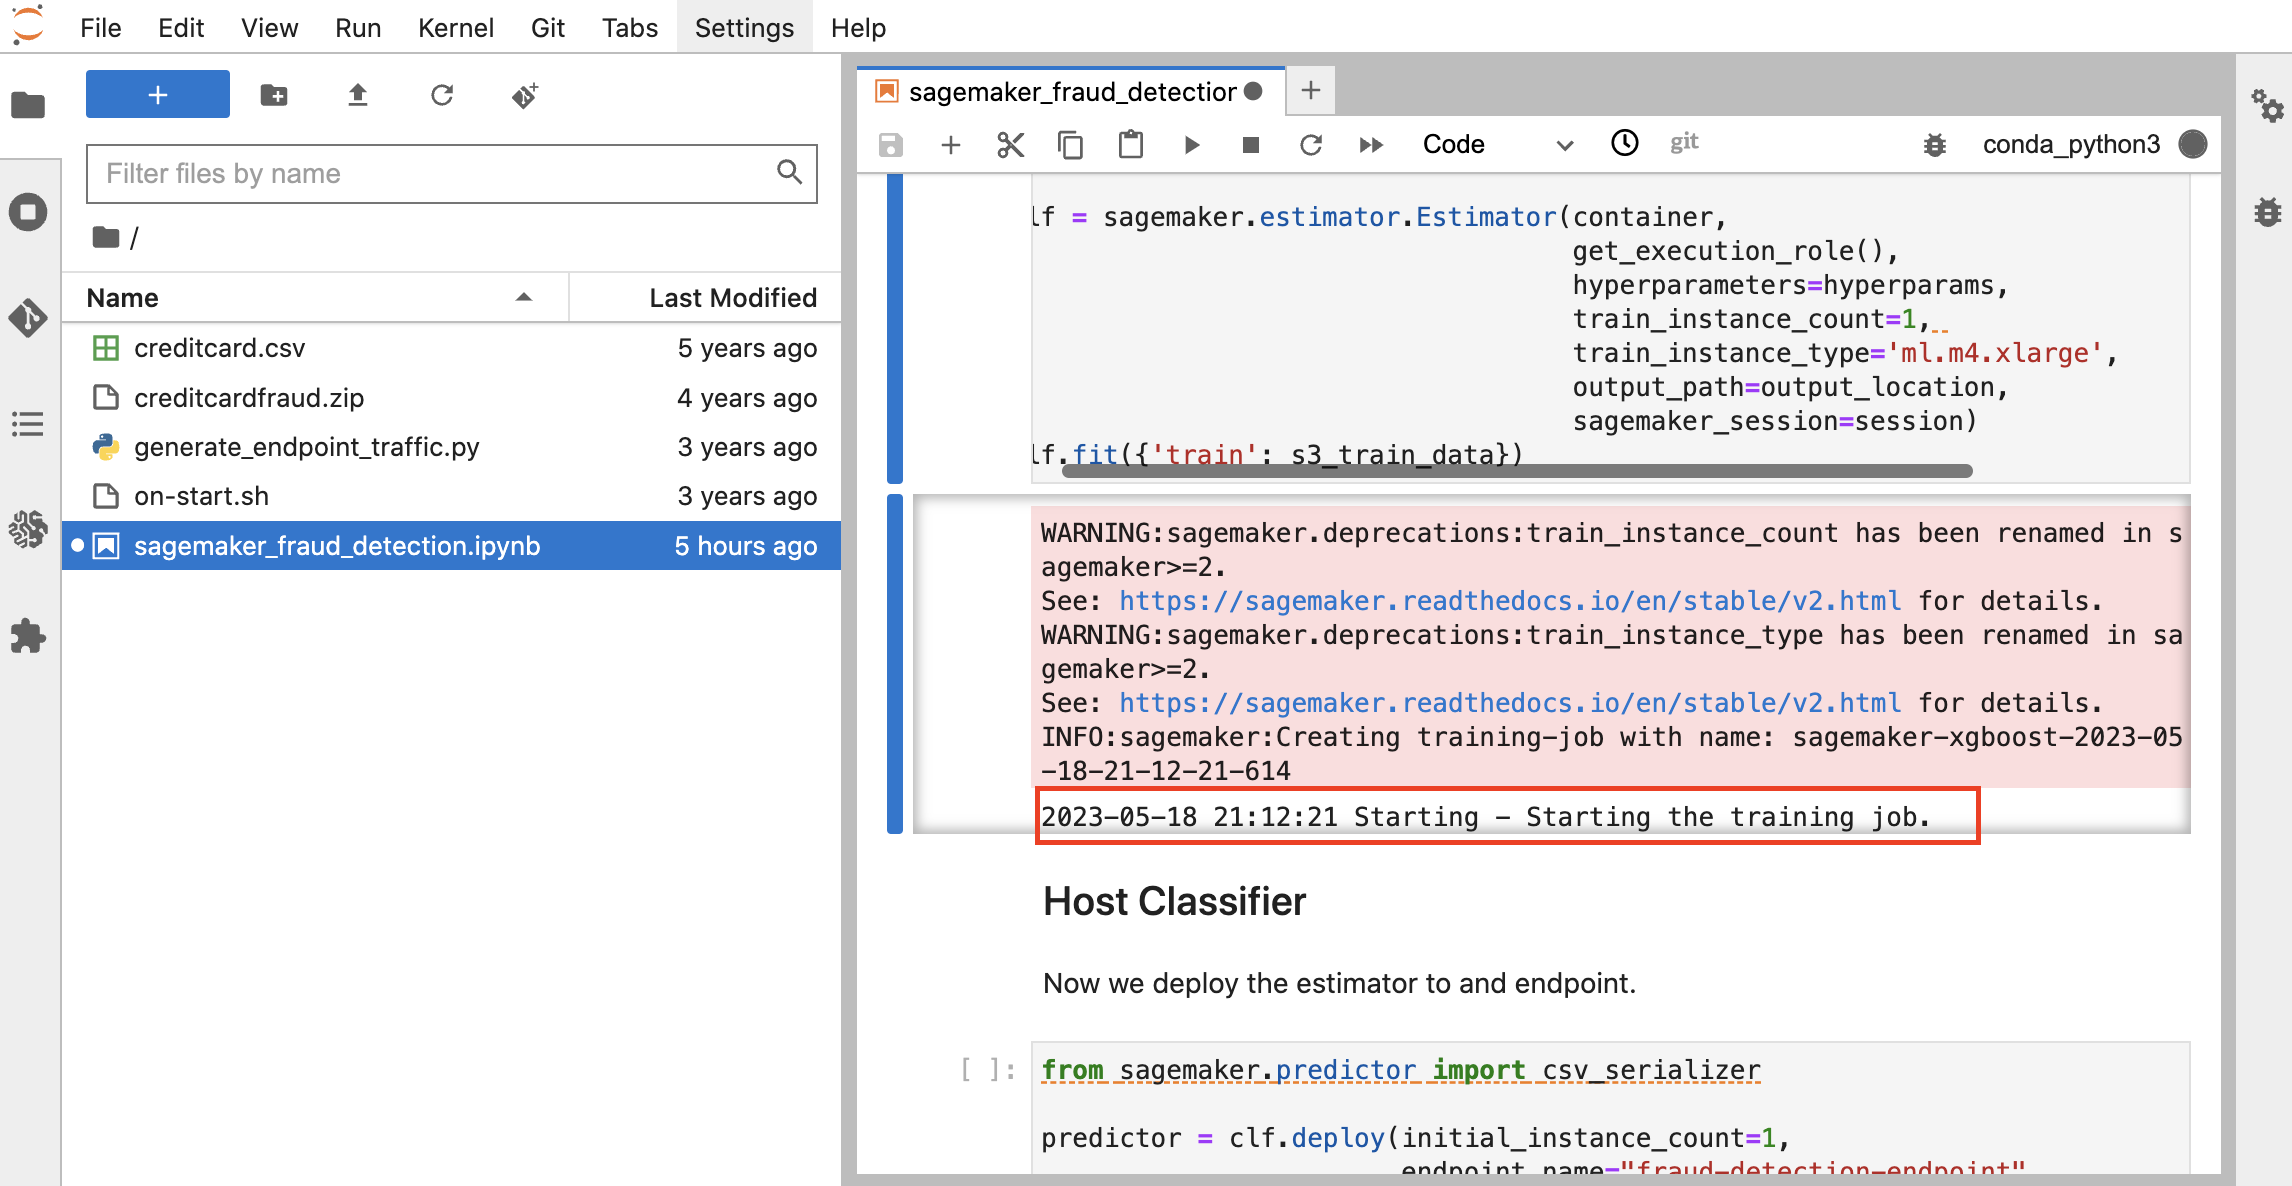 File Edit View Run Kernel Git Tabs Settings Help
+
Filter files by name
/
Name Last Modified
creditcard.csv 5 years ago
creditcardfraud.zip 4 years ago
generate_endpoint_traffic.py 3 years ago
on-start.sh 3 years ago
sagemaker_fraud_detection.ipynb 5 hours ago
sagemaker_fraud_detection
Code git conda_python3
lf = sagemaker.estimator.Estimator(container,
get_execution_role(),
hyperparameters=hyperparams,
train_instance_count=1,
train_instance_type='ml.m4.xlarge',
output_path=output_location,
sagemaker_session=session)
lf.fit({'train': s3_train_data})
WARNING:sagemaker.deprecations:train_instance_count has been renamed in s
agemaker>=2.
See: https://sagemaker.readthedocs.io/en/stable/v2.html for details.
WARNING:sagemaker.deprecations:train_instance_type has been renamed in sa
gemaker>=2.
See: https://sagemaker.readthedocs.io/en/stable/v2.html for details.
INFO:sagemaker:Creating training-job with name: sagemaker-xgboost-2023-05
-18-21-12-21-614
2023-05-18 21:12:21 Starting - Starting the training job.
Host Classifier
Now we deploy the estimator to and endpoint.
[ ]:
from sagemaker.predictor import csv_serializer
predictor = clf.deploy(initial_instance_count=1,
endpoint_name="fraud-detection-endpoint"